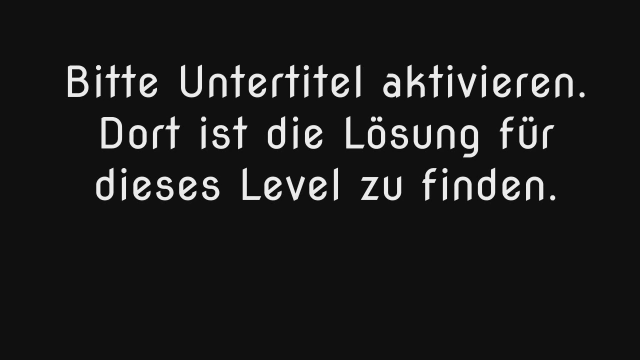 Bitte Untertitel aktivieren.
Dort ist die Lösung für
dieses Level zu finden.